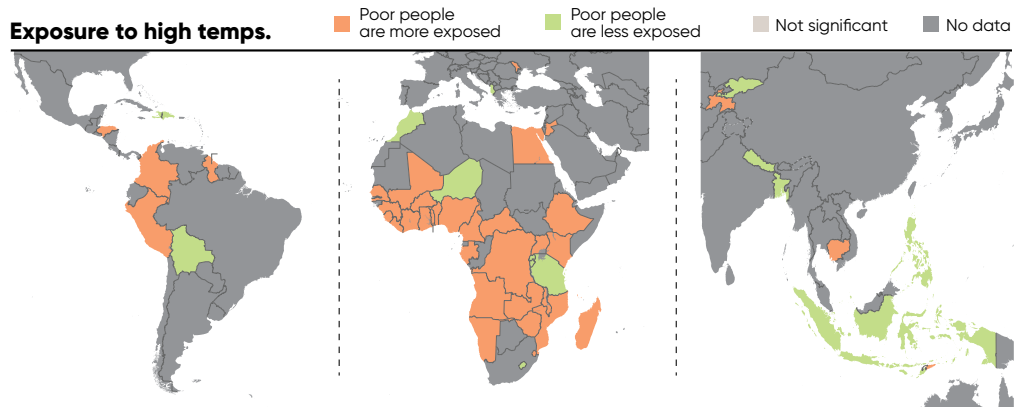 Exposure to high temps.
Poor people
are more exposed
Poor people
are less exposed
Not significant
No data